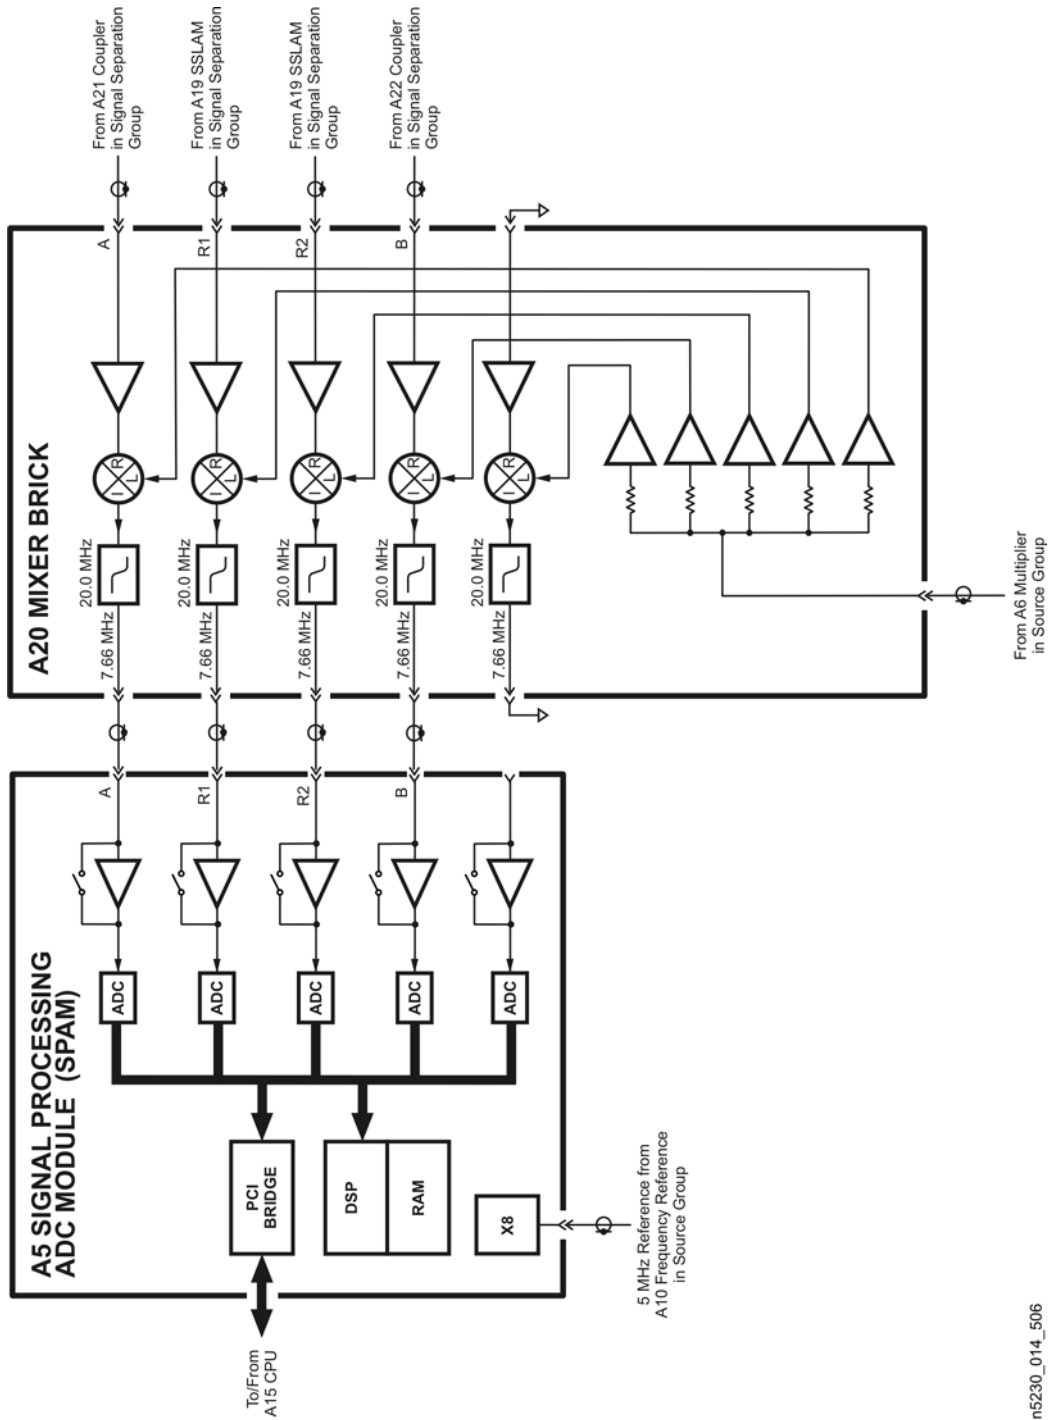 From A21 Coupler
in Signal Separation
Group
From A19 SSLAM
in Signal Separation
Group
From A19 SSLAM
in Signal Separation
Group
From A22 Coupler
in Signal Separation
Group
A20 MIXER BRICK
A
R1
R2
B
R
L
I
R
L
I
R
L
I
R
L
I
R
L
I
20.0 MHz
20.0 MHz
20.0 MHz
20.0 MHz
20.0 MHz
7.66 MHz
7.66 MHz
7.66 MHz
7.66 MHz
7.66 MHz
From A6 Multiplier
in Source Group
A5 SIGNAL PROCESSING
ADC MODULE (SPAM)
A
R1
R2
B
ADC
ADC
ADC
ADC
ADC
PCI
BRIDGE
DSP
RAM
X8
5 MHz Reference from
A10 Frequency Reference
in Source Group
To/From
A15 CPU
n5230_014_506